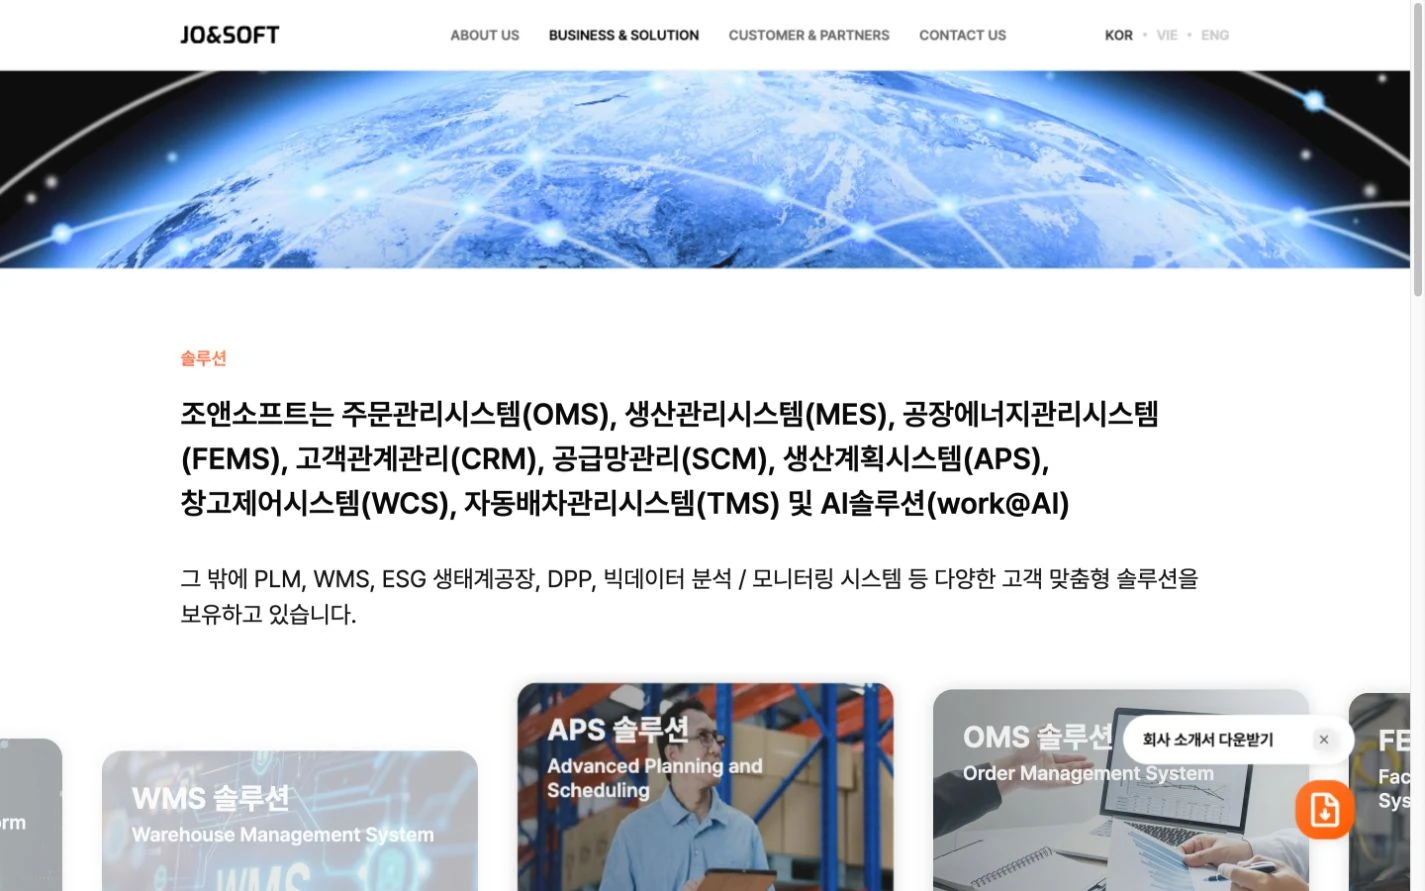 JO&SOFT
ABOUT US
BUSINESS & SOLUTION
CUSTOMER & PARTNERS
CONTACT US
KOR • VIE • ENG
솔루션
조앤소프트는 주문관리시스템(OMS), 생산관리시스템(MES), 공장에너지관리시스템
(FEMS), 고객관계관리(CRM), 공급망관리(SCM), 생산계획시스템(APS),
창고제어시스템(WCS), 자동배차관리시스템(TMS) 및 AI솔루션(work@AI)
그 밖에 PLM, WMS, ESG 생태계공장, DPP, 빅데이터 분석 / 모니터링 시스템 등 다양한 고객 맞춤형 솔루션을
보유하고 있습니다.
orm
WMS 솔루션
Warehouse Management System
WMS
APS 솔루션
Advanced Planning and
Scheduling
OMS 솔루션
Order Management System
회사 소개서 다운받기
FE
Fac
Sys